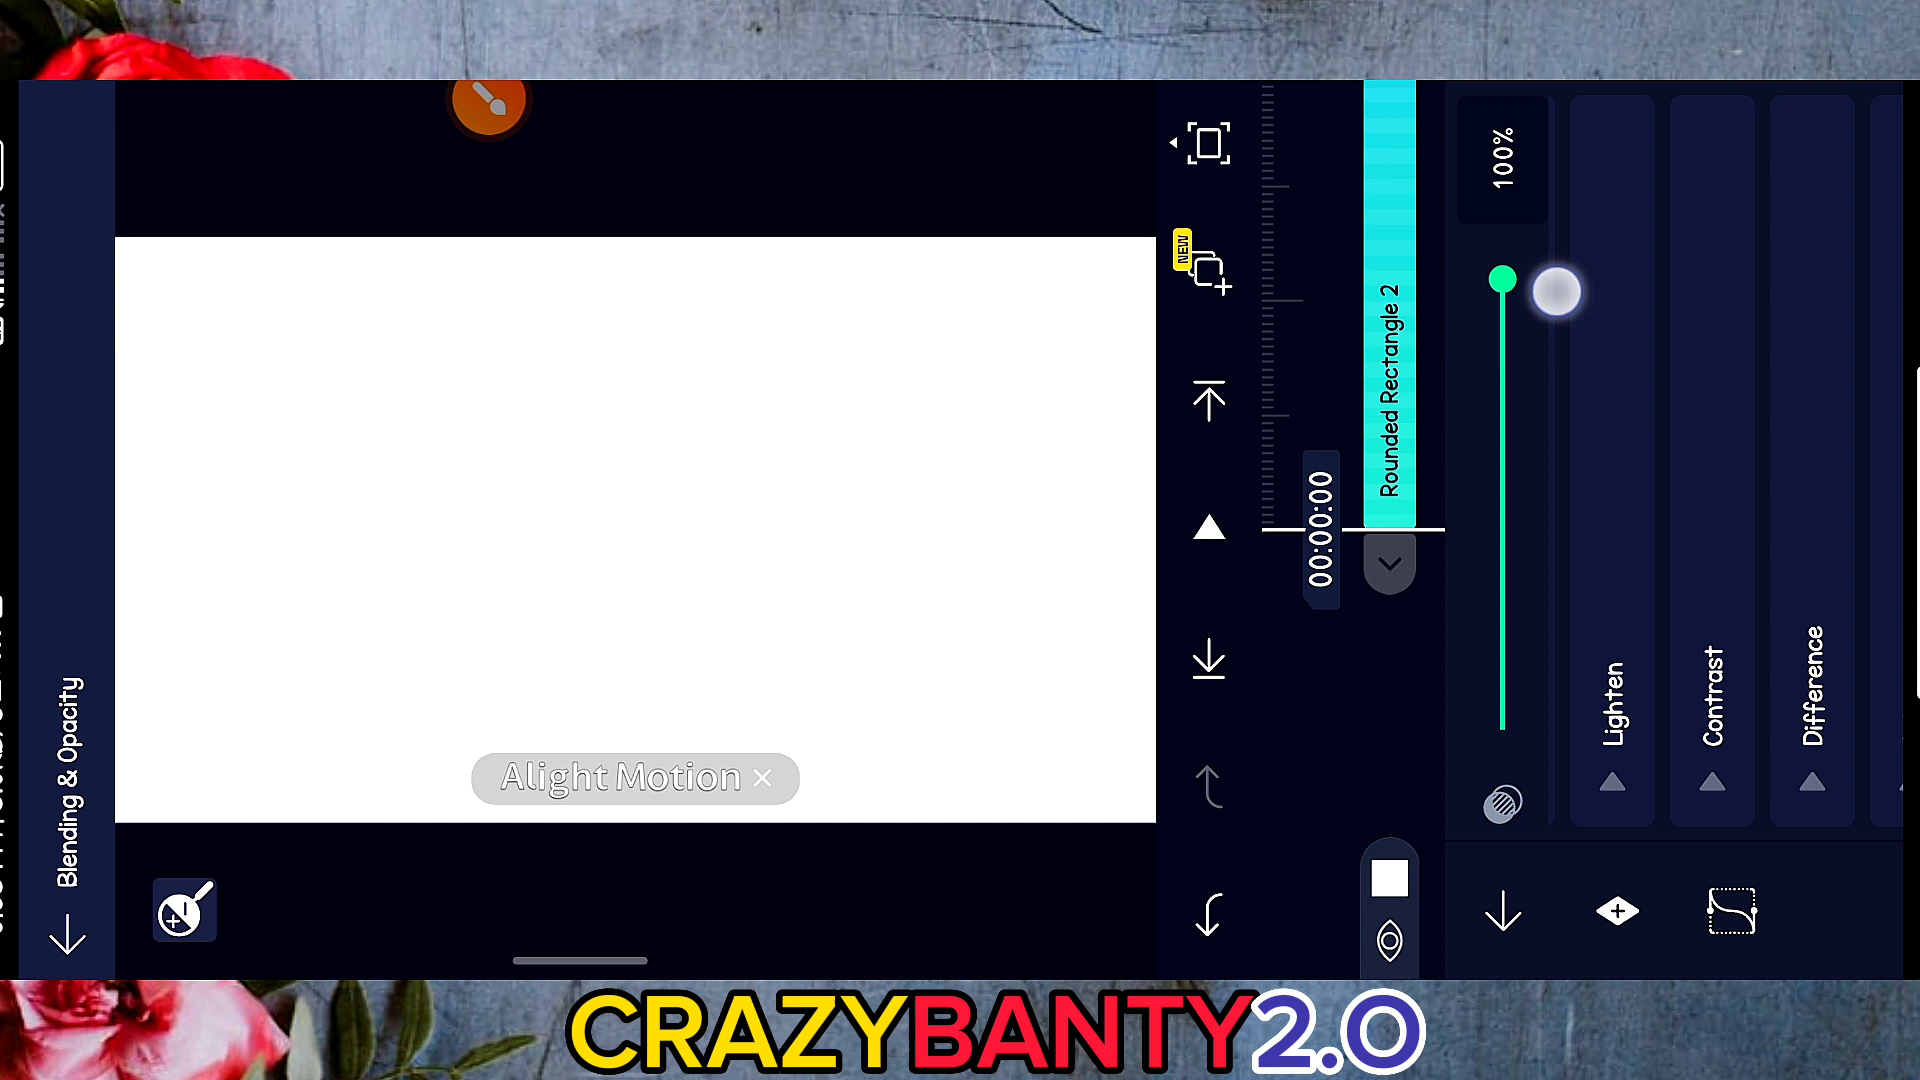 Blending & Opacity
Alight Motion
NEW
00:00:00
Rounded Rectangle 2
100%
Lighten
Contrast
Difference
CRAZYBANTY2.0